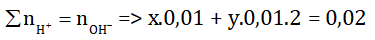 ∑n_{H⁺} = n_{OH⁻} => x.0,01 + y.0,01.2 = 0,02